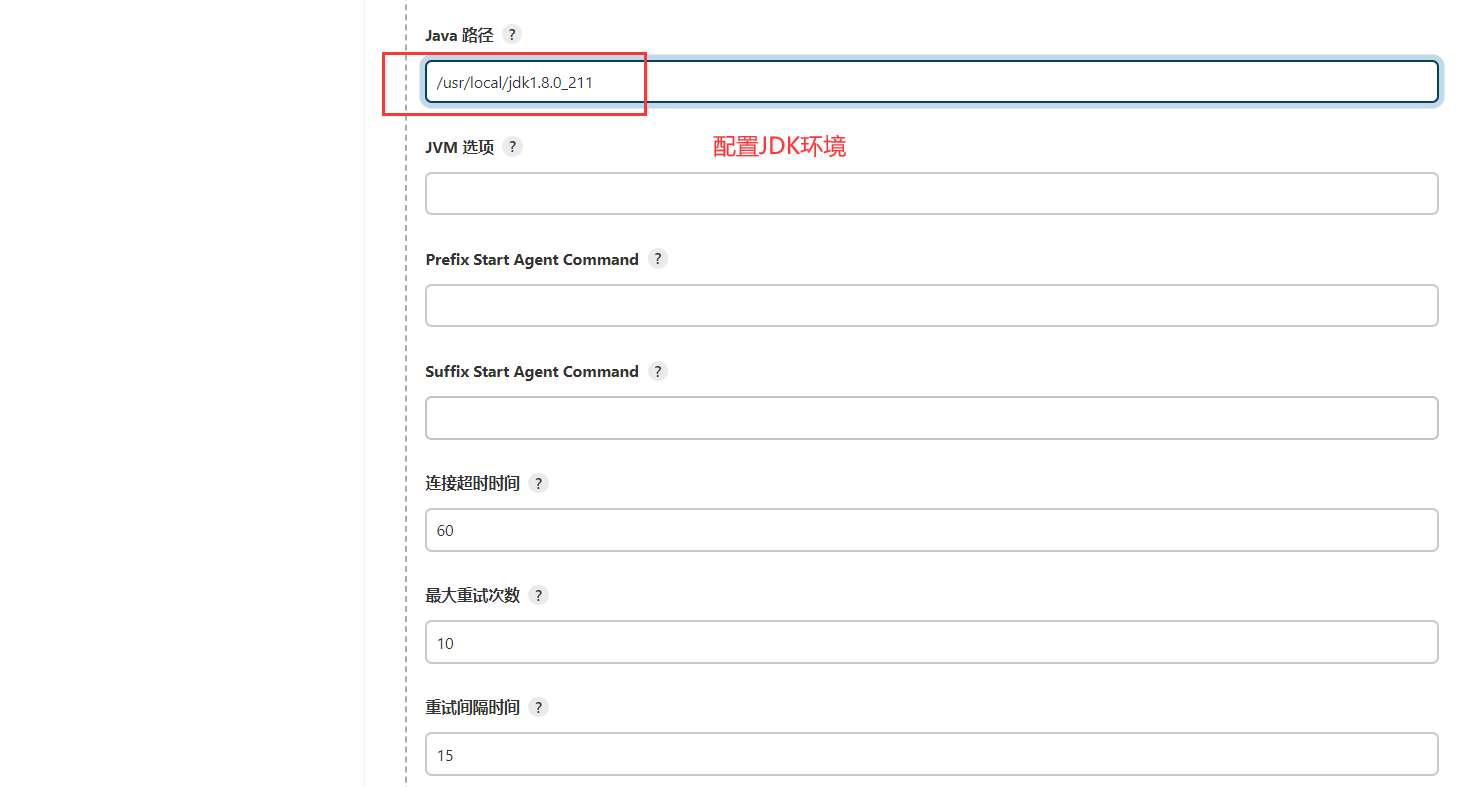 Java 路径 ?
/usr/local/jdk1.8.0_211
JVM 选项 ?
配置JDK环境
Prefix Start Agent Command ?
Suffix Start Agent Command ?
连接超时时间 ?
60
最大重试次数 ?
10
重试间隔时间 ?
15